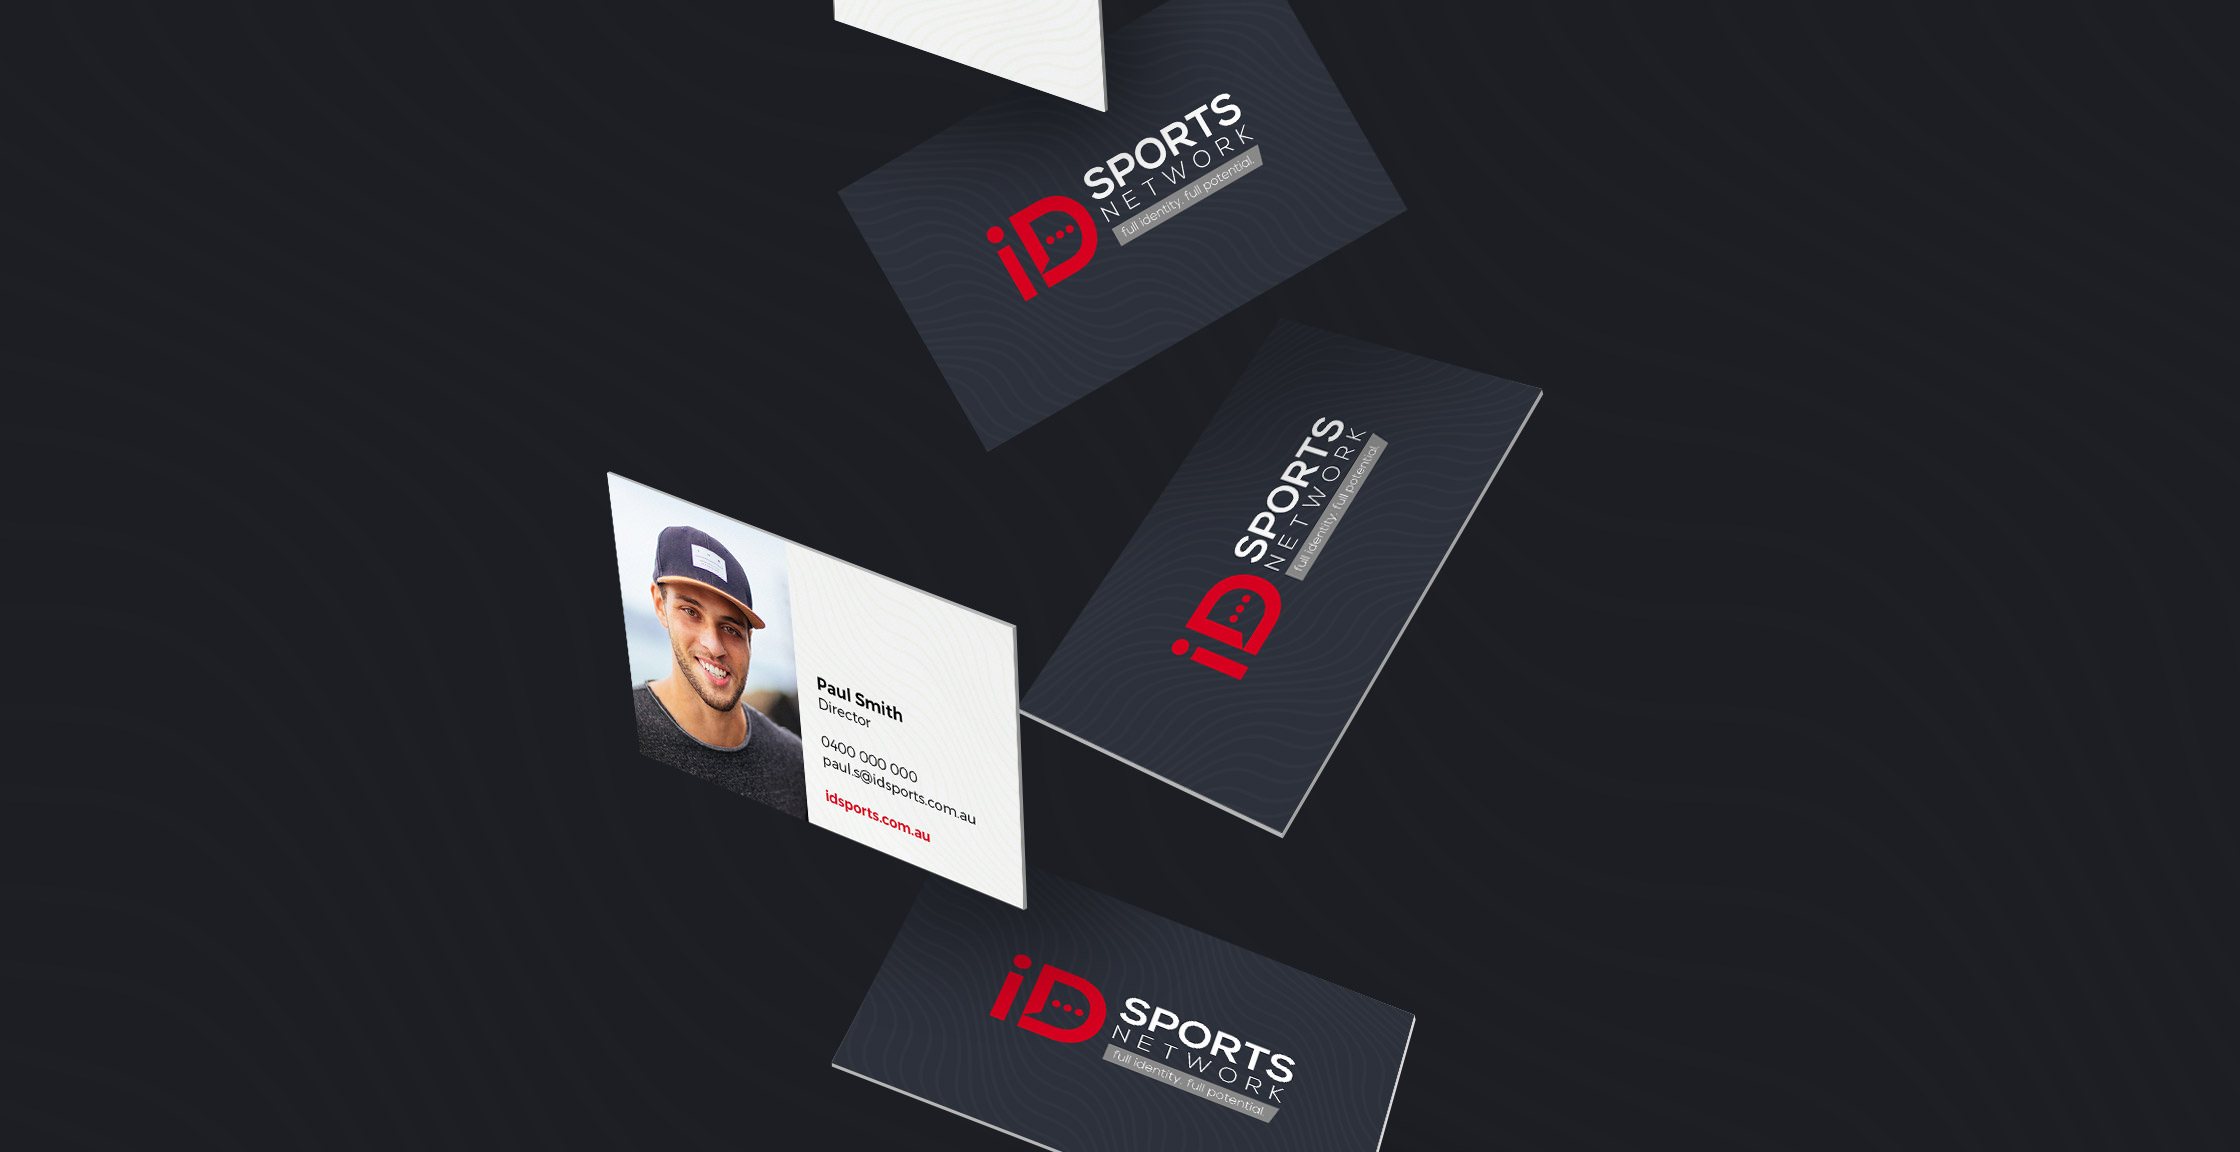 SPORTS
NETWORK
full identity. full potential.
iD
SPORTS
NETWORK
full identity. full potential.
iD
Paul Smith
Director
0400 000 000
paul.s@idsports.com.au
idsports.com.au
iD
SPORTS
NETWORK
full identity. full potential.